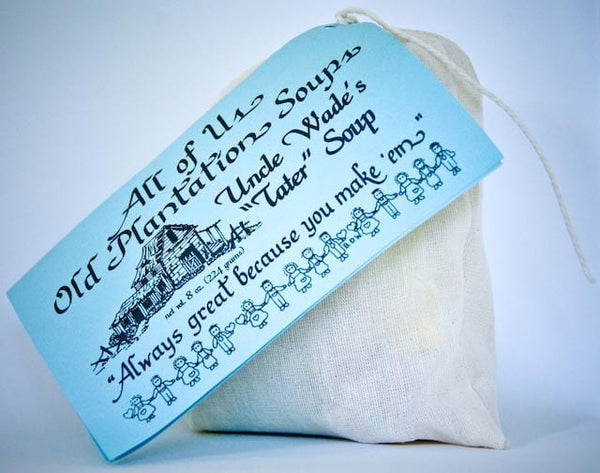 All of Us
Old Plantation Soups
Uncle Wade's
"Tater" Soup
net wt. 8 oz. (224 grams)
"Always great because you make 'em"